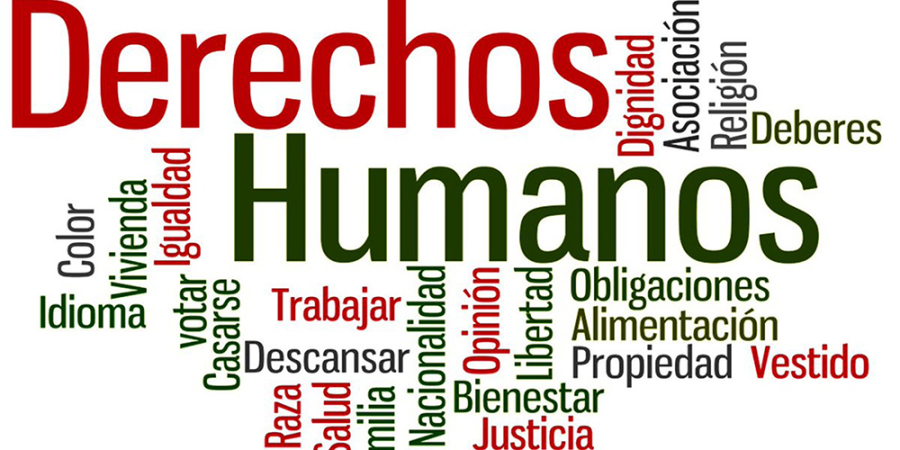 Derechos
Humanos
Dignidad
Asociación
Religión
Deberes
Color
Vivienda
Igualdad
Idioma
votar
Casarse
Trabajar
Descansar
Nacionalidad
Opinión
Libertad
Obligaciones
Alimentación
Propiedad
Vestido
Raza
Salud
milia
Bienestar
Justicia